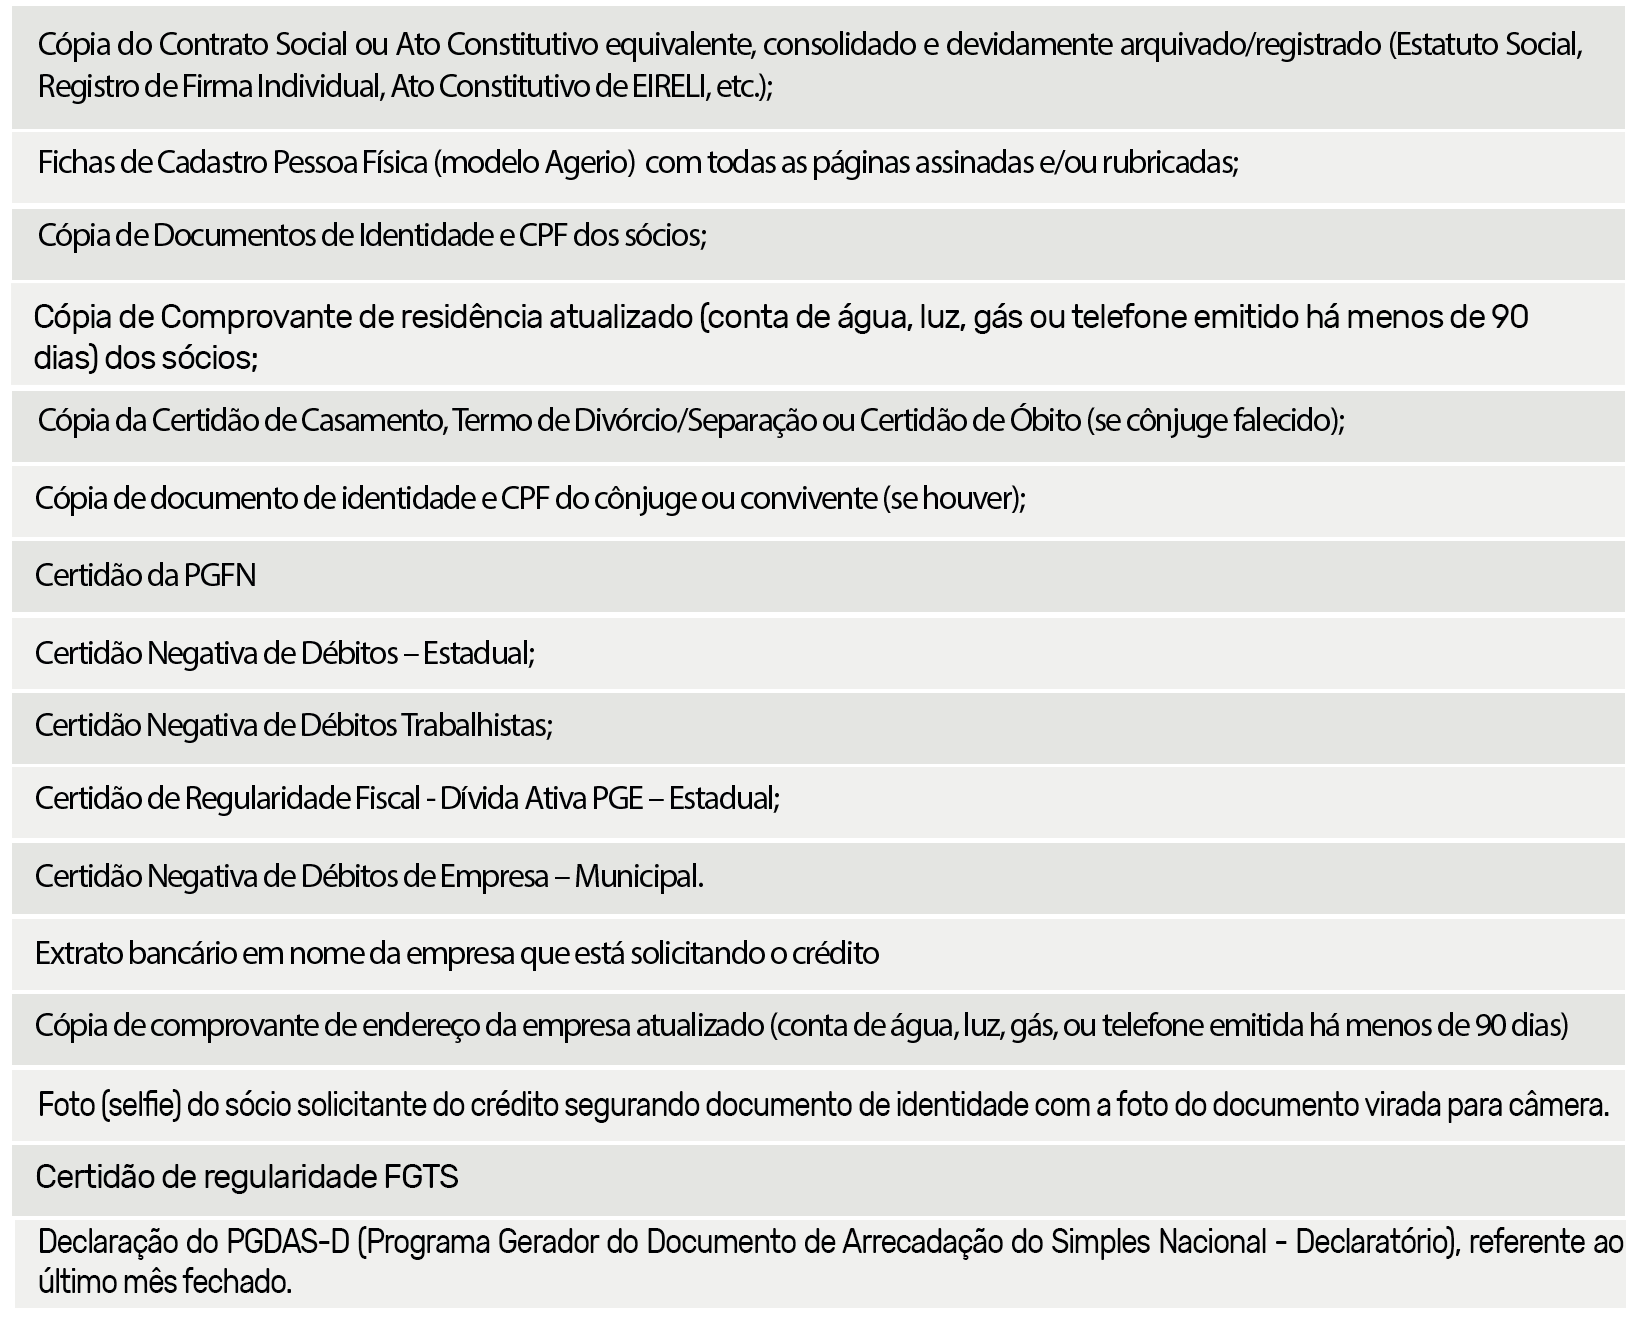 Cópia do Contrato Social ou Ato Constitutivo equivalente, consolidado e devidamente arquivado/registrado (Estatuto Social,
Registro de Firma Individual, Ato Constitutivo de EIRELI, etc.);
Fichas de Cadastro Pessoa Física (modelo Agerio) com todas as páginas assinadas e/ou rubricadas;
Cópia de Documentos de Identidade e CPF dos sócios;
Cópia de Comprovante de residência atualizado (conta de água, luz, gás ou telefone emitido há menos de 90
dias) dos sócios;
Cópia da Certidão de Casamento, Termo de Divórcio/Separação ou Certidão de Óbito (se cônjuge falecido);
Cópia de documento de identidade e CPF do cônjuge ou convivente (se houver);
Certidão da PGFN
Certidão Negativa de Débitos – Estadual;
Certidão Negativa de Débitos Trabalhistas;
Certidão de Regularidade Fiscal - Dívida Ativa PGE – Estadual;
Certidão Negativa de Débitos de Empresa – Municipal.
Extrato bancário em nome da empresa que está solicitando o crédito
Cópia de comprovante de endereço da empresa atualizado (conta de água, luz, gás, ou telefone emitida há menos de 90 dias)
Foto (selfie) do sócio solicitante do crédito segurando documento de identidade com a foto do documento virada para câmera.
Certidão de regularidade FGTS
Declaração do PGDAS-D (Programa Gerador do Documento de Arrecadação do Simples Nacional - Declaratório), referente ao
último mês fechado.